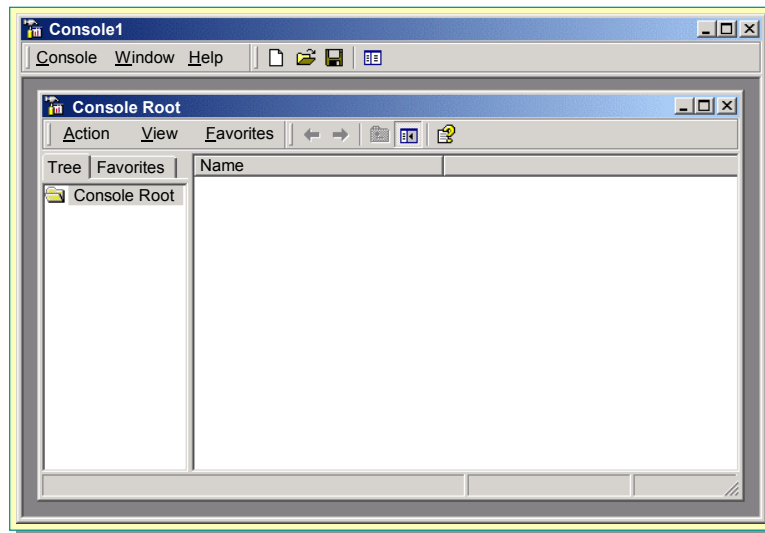 Console1
Console Window Help
Console Root
Action View Favorites
Tree Favorites Name
Console Root